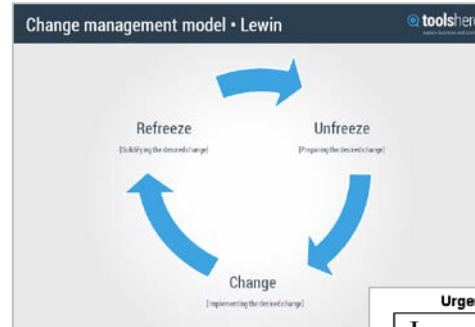 Change management model • Lewin
toolshero
Refreeze
[Solidifying the desired change]
Unfreeze
[Preparing the desired change]
Change
[Implementing the desired change]
Urge